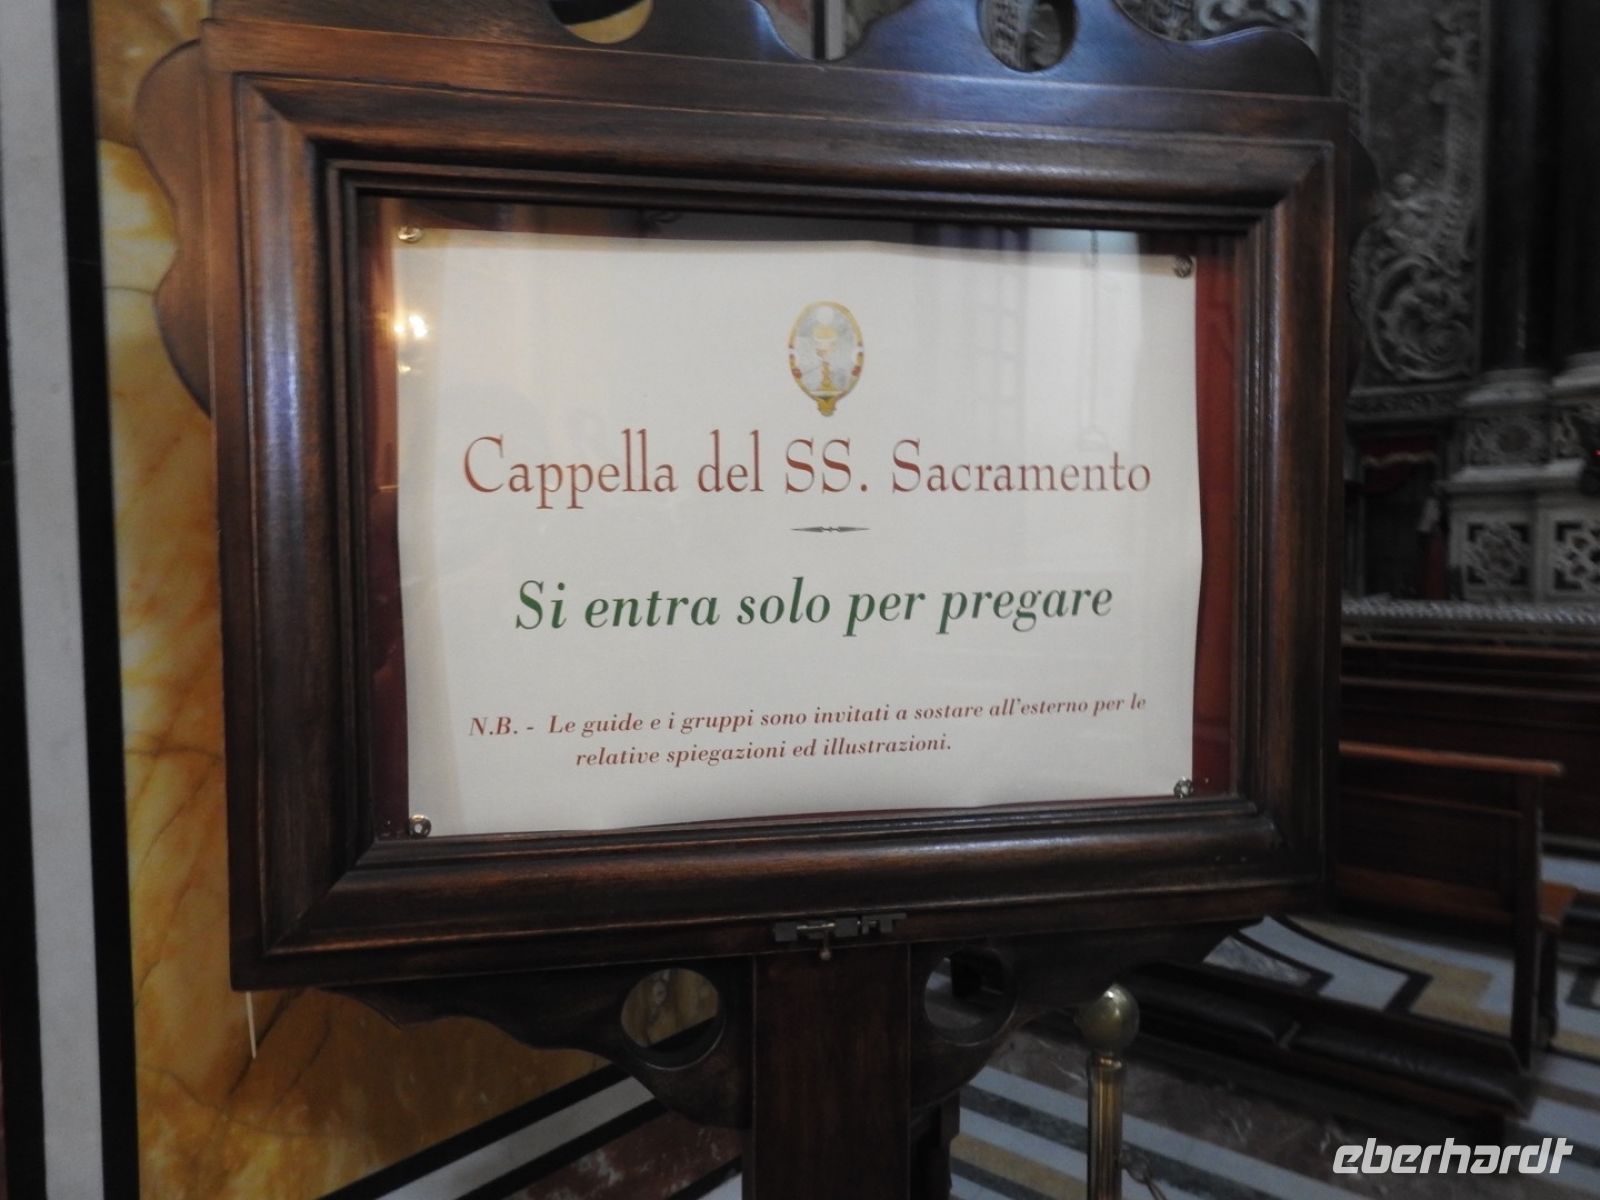 Cappella del SS. Sacramento
Si entra solo per pregare
N.B. - Le guide e i gruppi sono invitati a sostare all'esterno per le
relative spiegazioni ed illustrazioni.
eberhardt